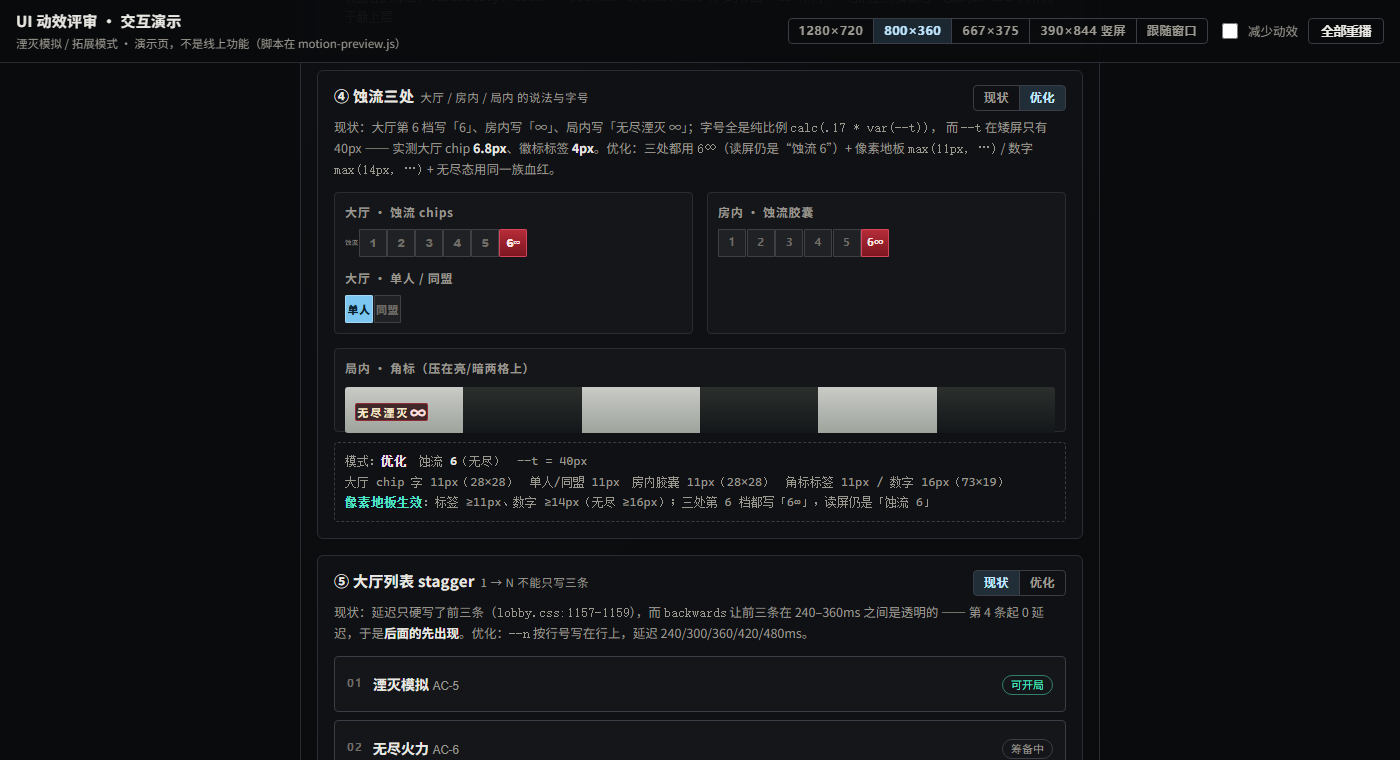 UI 动效评审 • 交互演示
湮灭模拟 / 拓展模式 • 演示页，不是线上功能（脚本在 motion-preview.js）
1280×720 800×360 667×375 390×844 竖屏 跟随窗口 减少动效 全部重播
④ 蚀流三处 大厅 / 房内 / 局内 的说法与字号
现状 优化
现状：大厅第 6 档写「6」、房内写「∞」、局内写「无尽湮灭 ∞」；字号全是纯比例 calc(.17 * var(--t))，而 --t 在矮屏只有
40px —— 实测大厅 chip 6.8px、徽标标签 4px。优化：三处都用 6∞（读屏仍是“蚀流 6”）+ 像素地板 max(11px, ⋯) / 数字
max(14px, ⋯) + 无尽态用同一族血红。
大厅 • 蚀流 chips
蚀流 1 2 3 4 5 6∞
大厅 • 单人 / 同盟
单人 同盟
房内 • 蚀流胶囊
1 2 3 4 5 6∞
局内 • 角标（压在亮/暗两格上）
无尽湮灭∞
模式：优化 蚀流 6（无尽） --t = 40px
大厅 chip 字 11px（28×28） 单人/同盟 11px 房内胶囊 11px（28×28） 角标标签 11px / 数字 16px（73×19）
像素地板生效：标签 ≥11px、数字 ≥14px（无尽 ≥16px）；三处第 6 档都写「6∞」，读屏仍是「蚀流 6」
⑤ 大厅列表 stagger 1 → N 不能只写三条
现状 优化
现状：延迟只硬写了前三条（lobby.css:1157-1159），而 backwards 让前三条在 240–360ms 之间是透明的 —— 第 4 条起 0 延
迟，于是后面的先出现。优化：--n 按行号写在行上，延迟 240/300/360/420/480ms。
01 湮灭模拟 AC-5 可开局
02 无尽火力 AC-6 筹备中